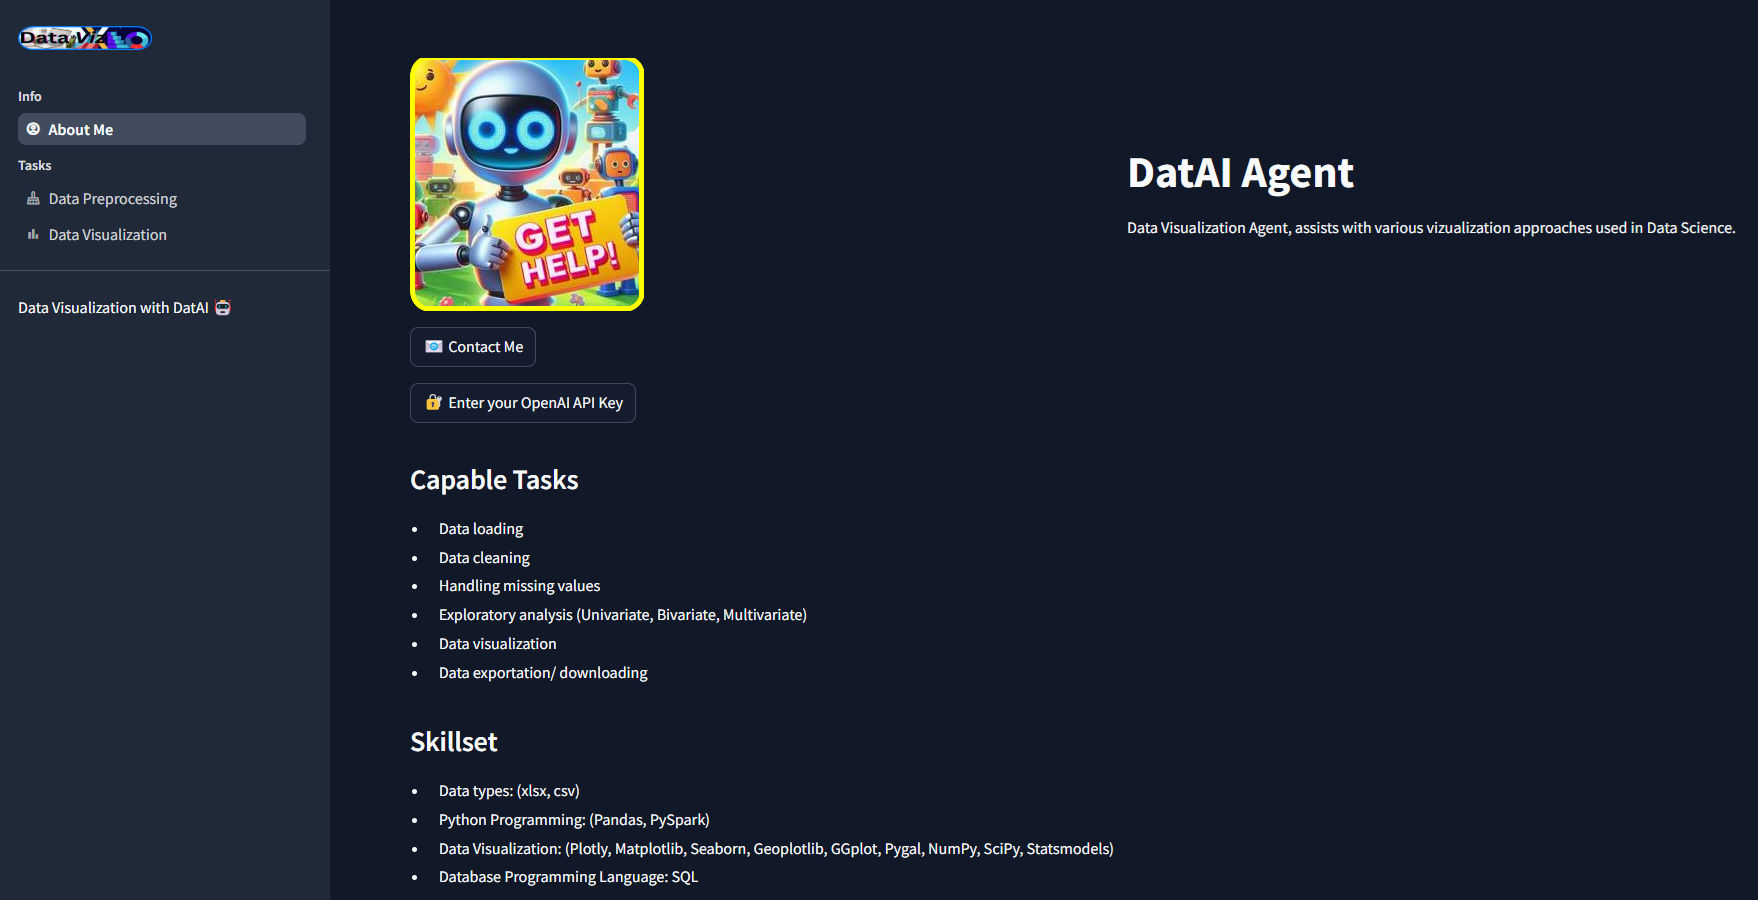 Data Viz
Info
About Me
Tasks
Data Preprocessing
Data Visualization
Data Visualization with DatAI
GET
HELP!
DatAI Agent
Data Visualization Agent, assists with various vizualization approaches used in Data Science.
Contact Me
Enter your OpenAI API Key
Capable Tasks
• Data loading
• Data cleaning
• Handling missing values
• Exploratory analysis (Univariate, Bivariate, Multivariate)
• Data visualization
• Data exportation/ downloading
Skillset
• Data types: (xlsx, csv)
• Python Programming: (Pandas, PySpark)
• Data Visualization: (Plotly, Matplotlib, Seaborn, Geoplotlib, GGplot, Pygal, NumPy, SciPy, Statsmodels)
• Database Programming Language: SQL